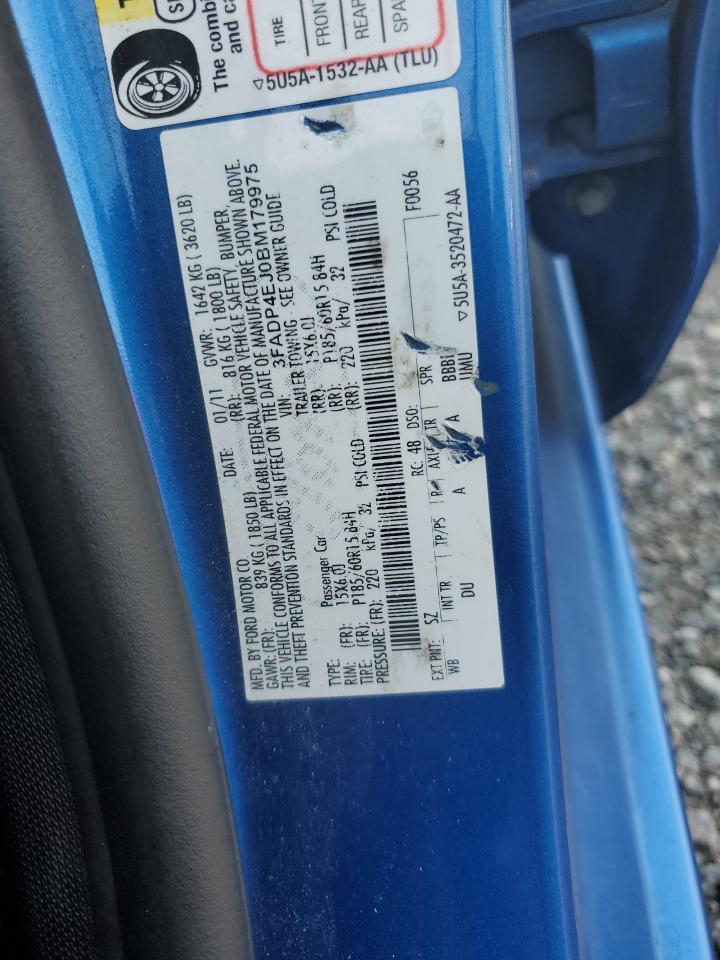 The combi
and ca
TIRE
FRONT
REAR
SPA
5U5A-1532-AA (TLU)
MFD. BY FORD MOTOR CO.
DATE: 01/11 GVWR: 1642 KG ( 3620 LB)
GAWR: (FR): 839 KG ( 1850 LB) (RR): 816 KG ( 1800 LB)
THIS VEHICLE CONFORMS TO ALL APPLICABLE FEDERAL MOTOR VEHICLE SAFETY, BUMPER,
AND THEFT PREVENTION STANDARDS IN EFFECT ON THE DATE OF MANUFACTURE SHOWN ABOVE.
VIN: 3FADP4EJ0BM179975
TYPE: Passenger Car TRAILER TOWING - SEE OWNER GUIDE
RIM: (FR): 15X6.0J (RR): 15X6.0J
TIRE: (FR): P185/60R15 84H (RR): P185/60R15 84H
PRESSURE: (FR): 220 kPa/ 32 PSI COLD (RR): 220 kPa/ 32 PSI COLD
RC: 48 DSO: F0056
EXT PNT: SZ
WB INT TR TP/PS R TR SPR
DU A A BBBI JMU
5U5A-3520472-AA